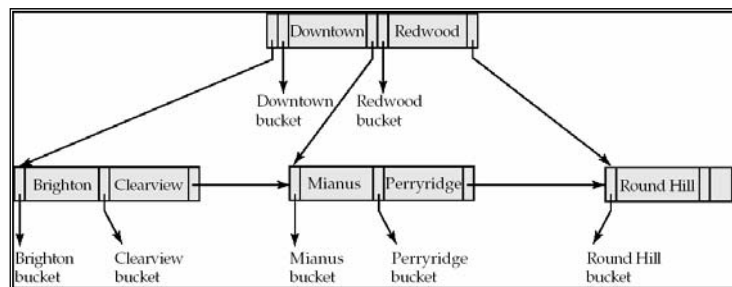 Downtown Redwood
Downtown Redwood
bucket bucket
Brighton Clearview Mianus Perryridge Round Hill
Brighton Clearview Mianus Perryridge Round Hill
bucket bucket bucket bucket bucket